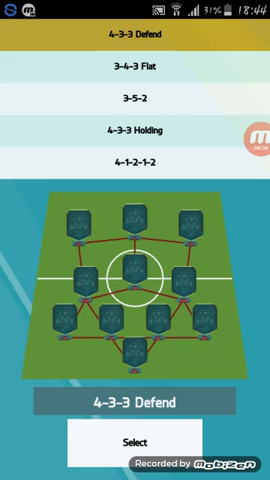 31% 18:44
4-3-3 Defend
3-4-3 Flat
3-5-2
4-3-3 Holding
4-1-2-1-2
4-3-3 Defend
Select
Recorded by mobizen